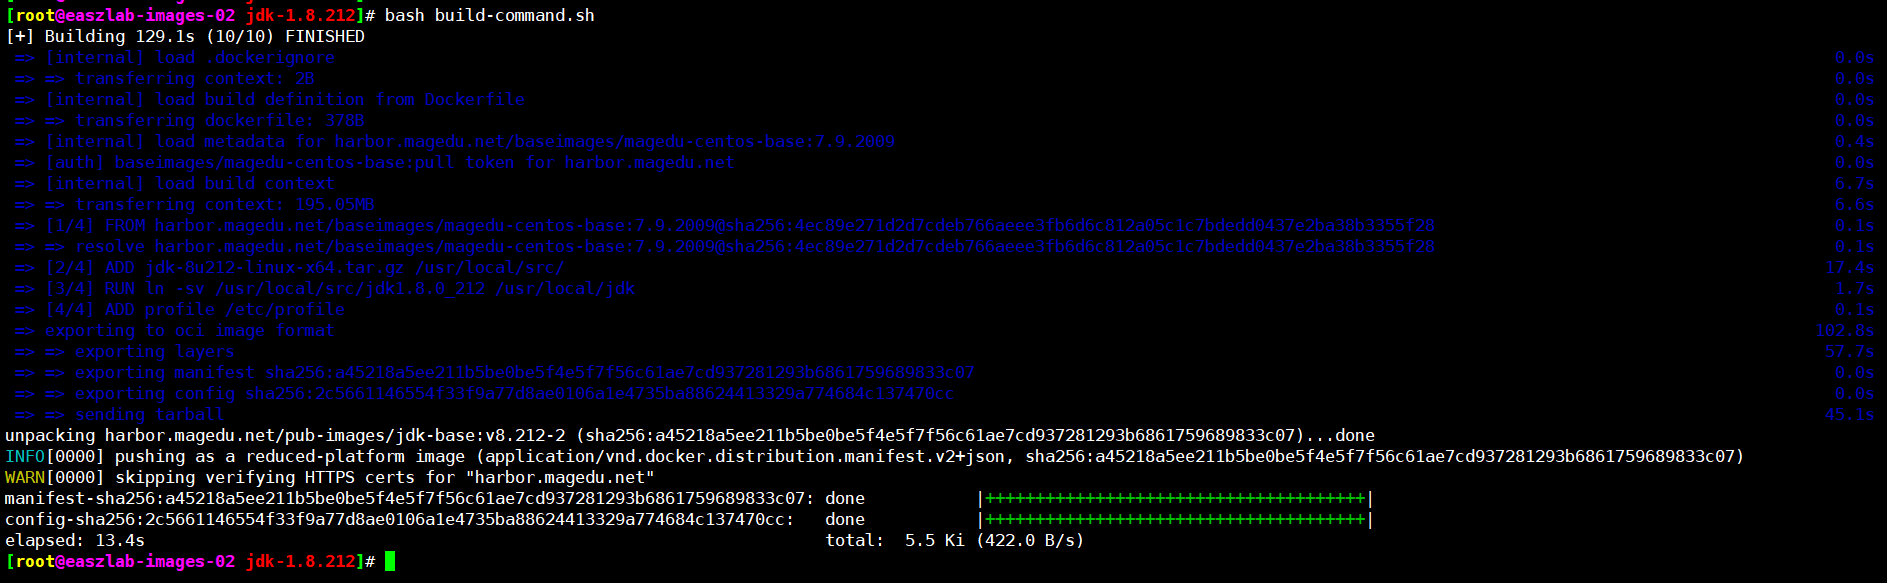 [root@easzlab-images-02 jdk-1.8.212]# bash build-command.sh
[+] Building 129.1s (10/10) FINISHED
=> [internal] load .dockerignore 0.0s
=> => transferring context: 2B 0.0s
=> [internal] load build definition from Dockerfile 0.0s
=> => transferring dockerfile: 378B 0.0s
=> [internal] load metadata for harbor.magedu.net/baseimages/magedu-centos-base:7.9.2009 0.4s
=> [auth] baseimages/magedu-centos-base:pull token for harbor.magedu.net 0.0s
=> [internal] load build context 6.7s
=> => transferring context: 195.05MB 6.6s
=> [1/4] FROM harbor.magedu.net/baseimages/magedu-centos-base:7.9.2009@sha256:4ec89e271d2d7cdeb766aeee3fb6d6c812a05c1c7bdedd0437e2ba38b3355f28 0.1s
=> => resolve harbor.magedu.net/baseimages/magedu-centos-base:7.9.2009@sha256:4ec89e271d2d7cdeb766aeee3fb6d6c812a05c1c7bdedd0437e2ba38b3355f28 0.1s
=> [2/4] ADD jdk-8u212-linux-x64.tar.gz /usr/local/src/ 17.4s
=> [3/4] RUN ln -sv /usr/local/src/jdk1.8.0_212 /usr/local/jdk 1.7s
=> [4/4] ADD profile /etc/profile 0.1s
=> exporting to oci image format 102.8s
=> => exporting layers 57.7s
=> => exporting manifest sha256:a45218a5ee211b5be0be5f4e5f7f56c61ae7cd937281293b6861759689833c07 0.0s
=> => exporting config sha256:2c5661146554f33f9a77d8ae0106a1e4735ba88624413329a774684c137470cc 0.0s
=> => sending tarball 45.1s
unpacking harbor.magedu.net/pub-images/jdk-base:v8.212-2 (sha256:a45218a5ee211b5be0be5f4e5f7f56c61ae7cd937281293b6861759689833c07)...done
INFO[0000] pushing as a reduced-platform image (application/vnd.docker.distribution.manifest.v2+json, sha256:a45218a5ee211b5be0be5f4e5f7f56c61ae7cd937281293b6861759689833c07)
WARN[0000] skipping verifying HTTPS certs for "harbor.magedu.net"
manifest-sha256:a45218a5ee211b5be0be5f4e5f7f56c61ae7cd937281293b6861759689833c07: done |++++++++++++++++++++++++++++++++++++++|
config-sha256:2c5661146554f33f9a77d8ae0106a1e4735ba88624413329a774684c137470cc: done |++++++++++++++++++++++++++++++++++++++|
elapsed: 13.4s total: 5.5 Ki (422.0 B/s)
[root@easzlab-images-02 jdk-1.8.212]#